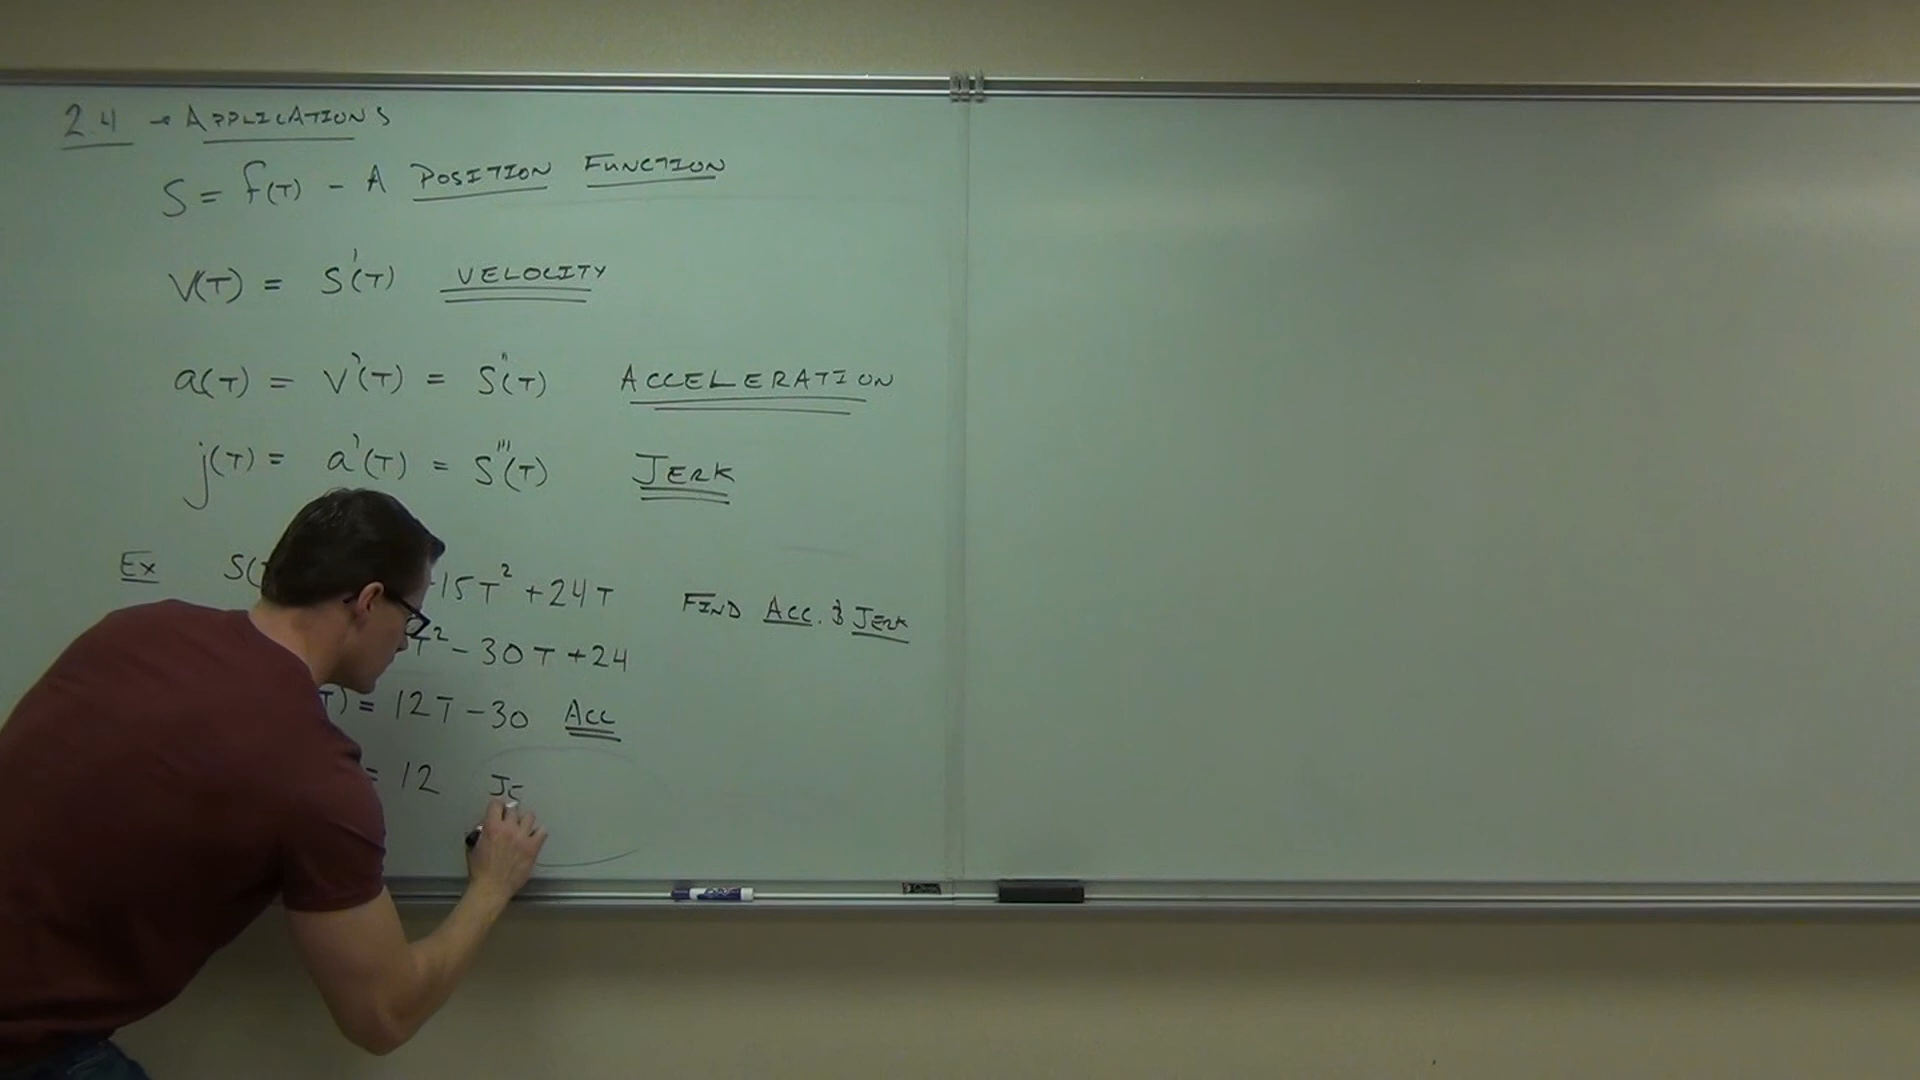 2.4 → APPLICATIONS
S = f(T) - A POSITION FUNCTION
V(T) = S'(T) VELOCITY
a(T) = V'(T) = S''(T) ACCELERATION
j(T) = a'(T) = S'''(T) JERK
Ex S( -15T² + 24T FIND ACC. & JERK
T² - 30T + 24
T) = 12T - 30 ACC
= 12 JE